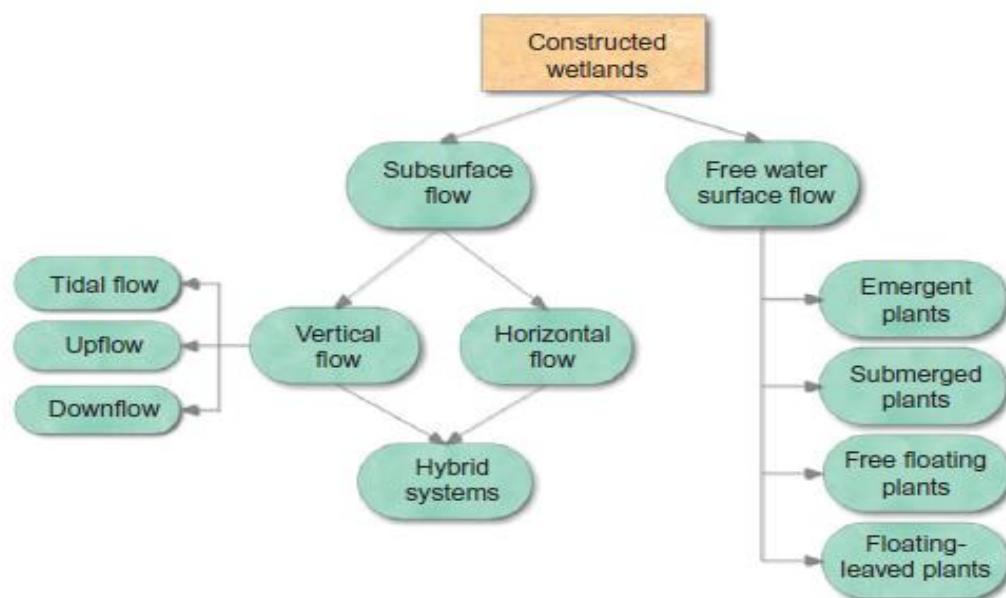 Constructed
wetlands
Subsurface
flow
Free water
surface flow
Tidal flow
Upflow
Downflow
Vertical
flow
Horizontal
flow
Hybrid
systems
Emergent
plants
Submerged
plants
Free floating
plants
Floating-
leaved plants